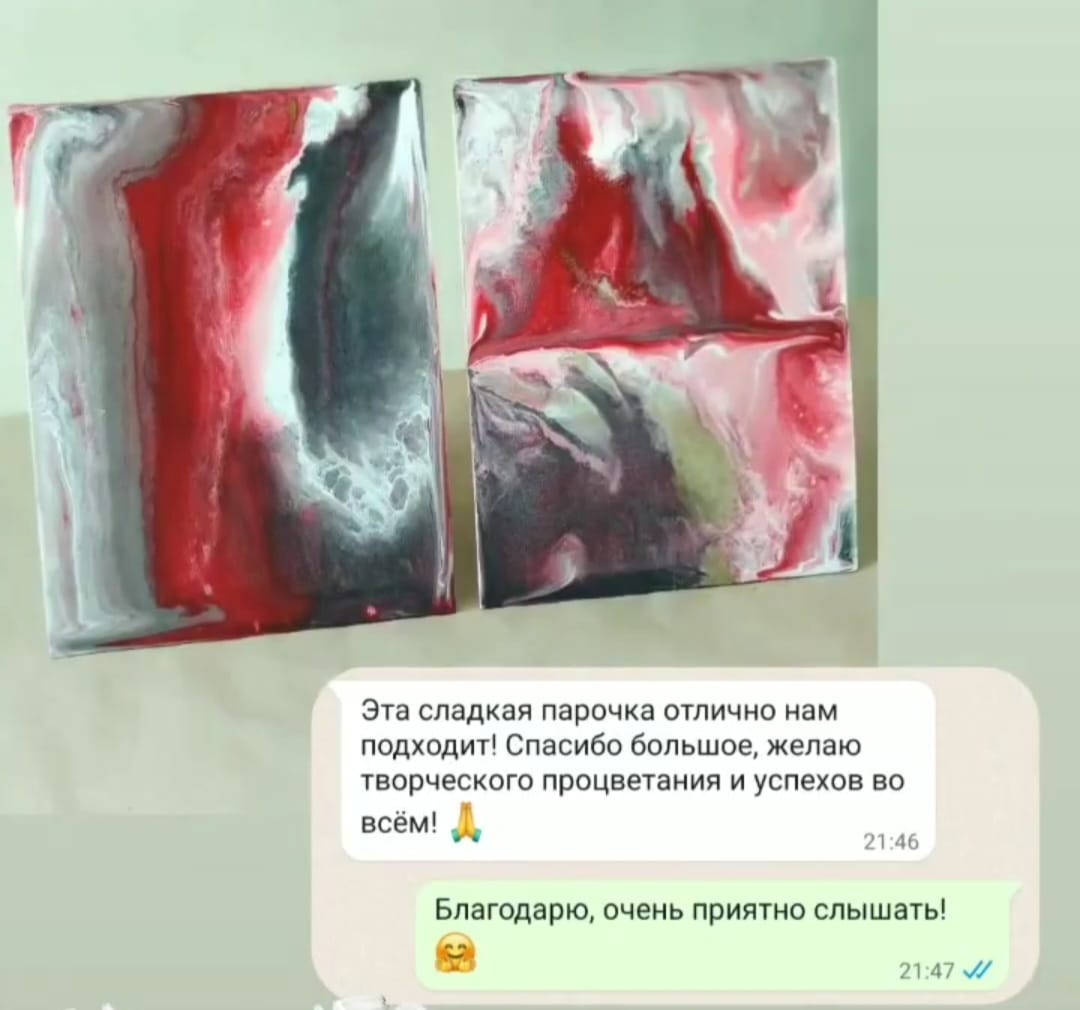 Эта сладкая парочка отлично нам
подходит! Спасибо большое, желаю
творческого процветания и успехов во
всём! 🙏
21:46
Благодарю, очень приятно слышать!
🤗
21:47